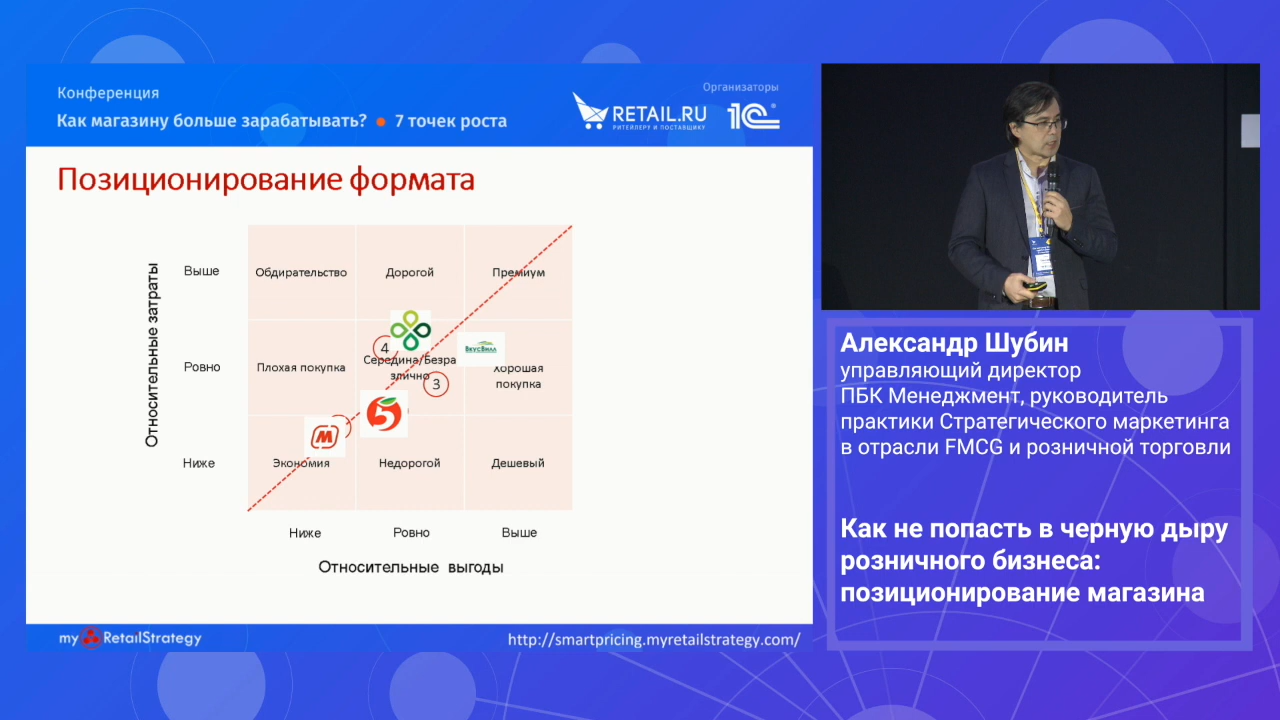 Конференция
Как магазину больше зарабатывать? • 7 точек роста
Организаторы
RETAIL.RU
РИТЕЙЛЕРУ И ПОСТАВЩИКУ
1С
Позиционирование формата
Относительные затраты
Выше
Ровно
Ниже
Обдирательство
Дорогой
Премиум
Плохая покупка
4
Середина/Безра
злично
3
ВкусВилл
Хорошая
покупка
5
М
Экономия
Недорогой
Дешевый
Ниже
Ровно
Выше
Относительные выгоды
my RetailStrategy
http://smartpricing.myretailstrategy.com/
Александр Шубин
управляющий директор
ПБК Менеджмент, руководитель
практики Стратегического маркетинга
в отрасли FMCG и розничной торговли
Как не попасть в черную дыру
розничного бизнеса:
позиционирование магазина